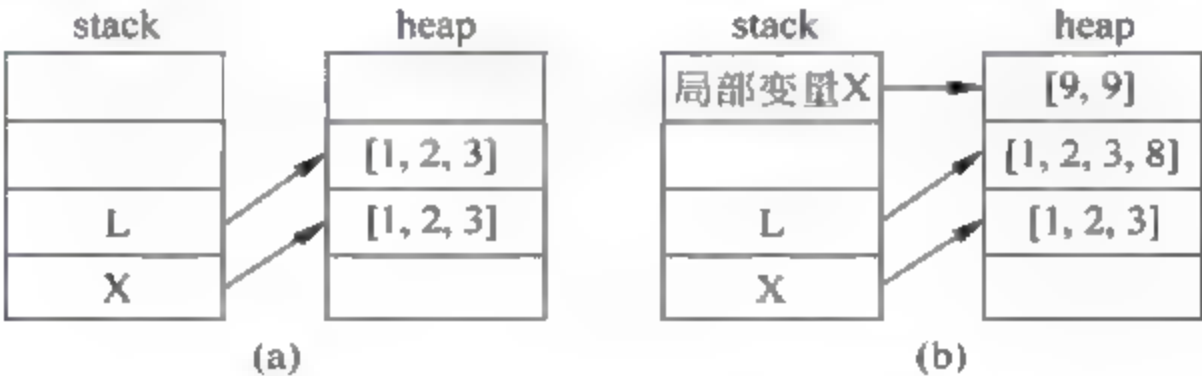 stack heap stack heap
局部变量X [9, 9]
[1, 2, 3] [1, 2, 3, 8]
L [1, 2, 3] L [1, 2, 3]
X X
(a) (b)